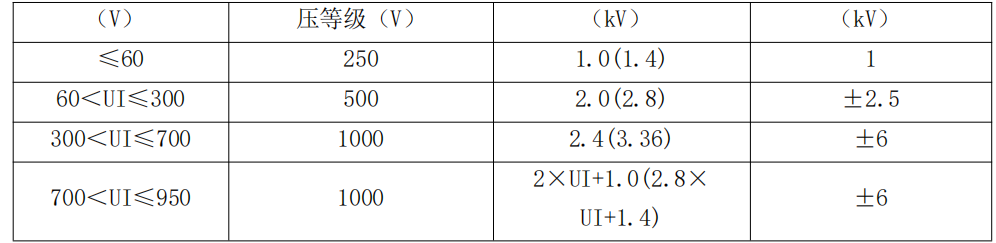 （V） 压等级（V） （kV） （kV）
≤60 250 1.0(1.4) 1
60＜UI≤300 500 2.0(2.8) ±2.5
300＜UI≤700 1000 2.4(3.36) ±6
700＜UI≤950 1000 2×UI+1.0(2.8× ±6
UI+1.4)